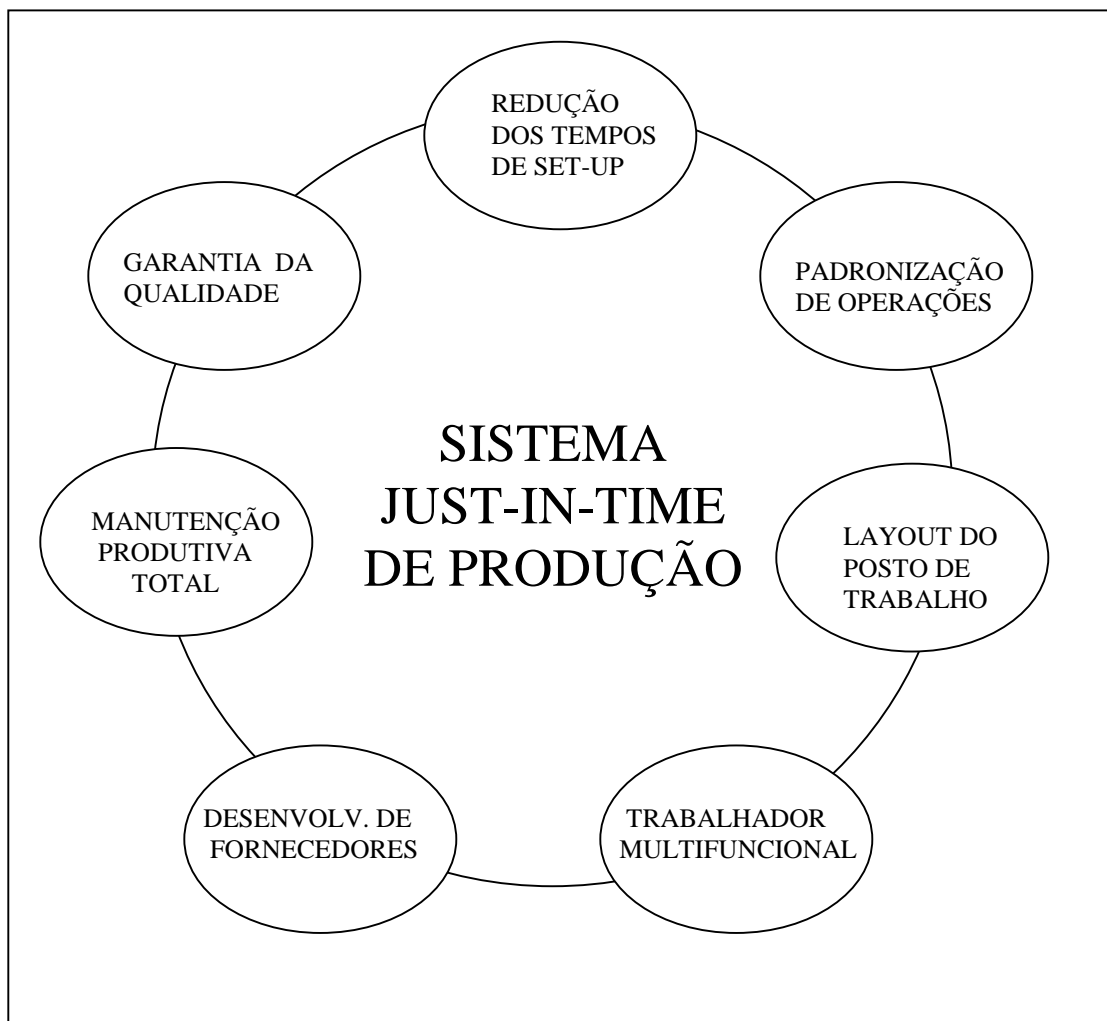 REDUÇÃO
DOS TEMPOS
DE SET-UP
GARANTIA DA
QUALIDADE
PADRONIZAÇÃO
DE OPERAÇÕES
SISTEMA
JUST-IN-TIME
DE PRODUÇÃO
MANUTENÇÃO
PRODUTIVA
TOTAL
LAYOUT DO
POSTO DE
TRABALHO
DESENVOLV. DE
FORNECEDORES
TRABALHADOR
MULTIFUNCIONAL